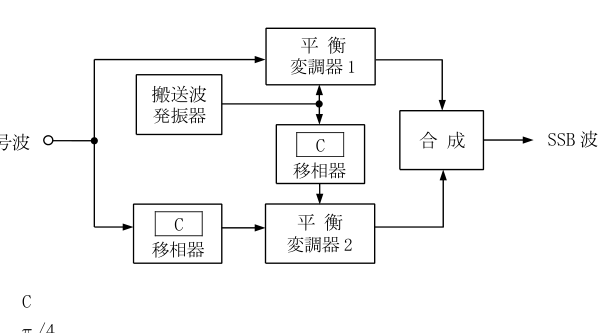 平 衡
変調器 1
搬送波
発振器
C
移相器
号波
合 成
SSB 波
C
移相器
平 衡
変調器 2
C
π/4